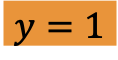 y = 1